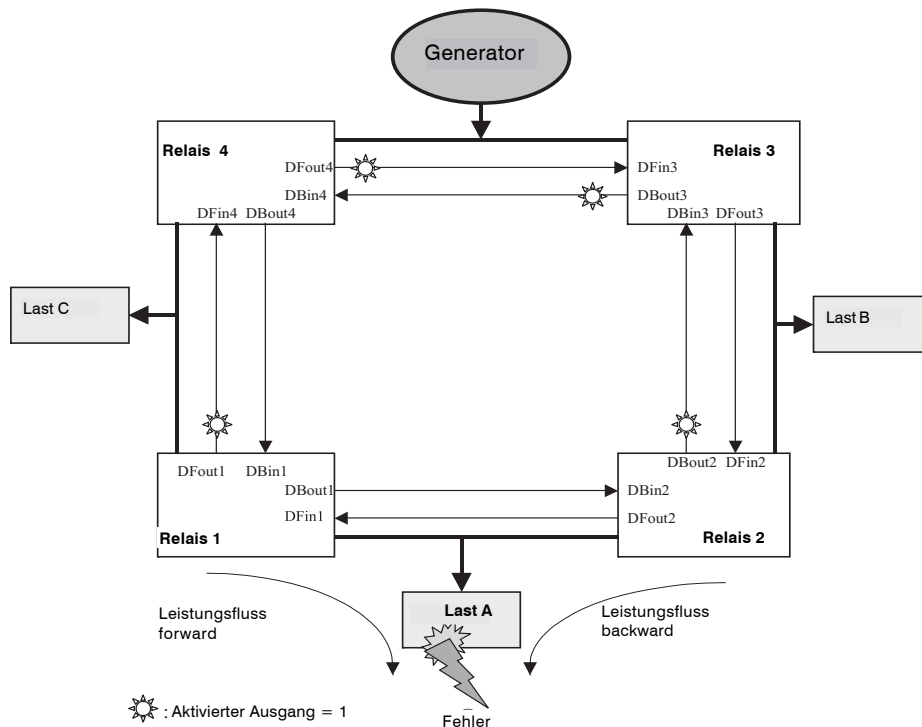 Generator
Relais 4
Relais 3
DFout4
DFin3
DBin4
DBout3
DFin4 DBout4
DBin3 DFout3
Last C
Last B
DFout1 DBin1
DBout2 DFin2
DBout1
DBin2
DFin1
DFout2
Relais 1
Relais 2
Last A
Leistungsfluss
forward
Leistungsfluss
backward
: Aktivierter Ausgang = 1
Fehler